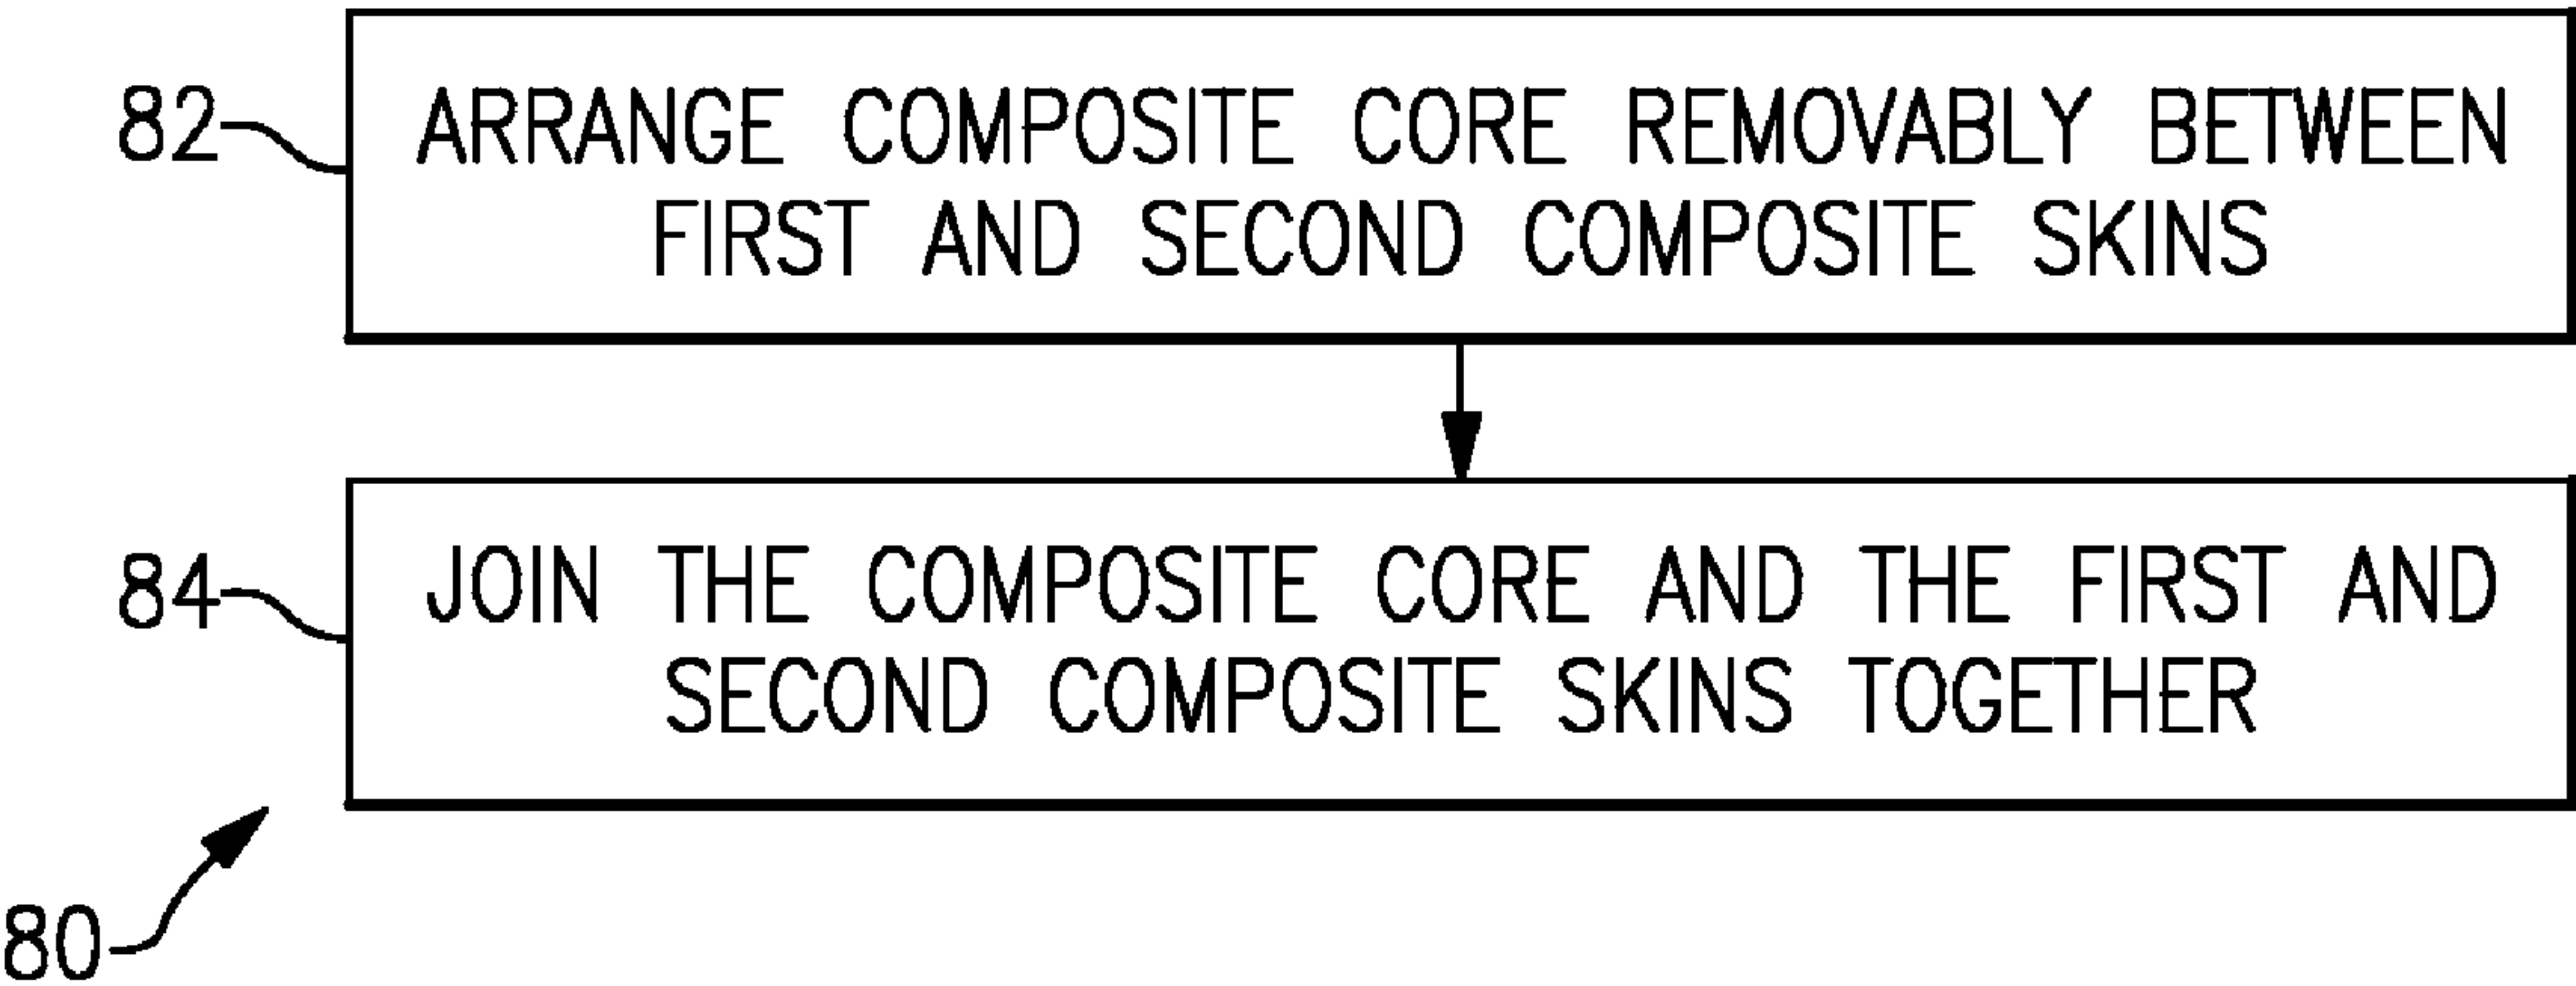 82
ARRANGE COMPOSITE CORE REMOVABLY BETWEEN
FIRST AND SECOND COMPOSITE SKINS
84
JOIN THE COMPOSITE CORE AND THE FIRST AND
SECOND COMPOSITE SKINS TOGETHER
80